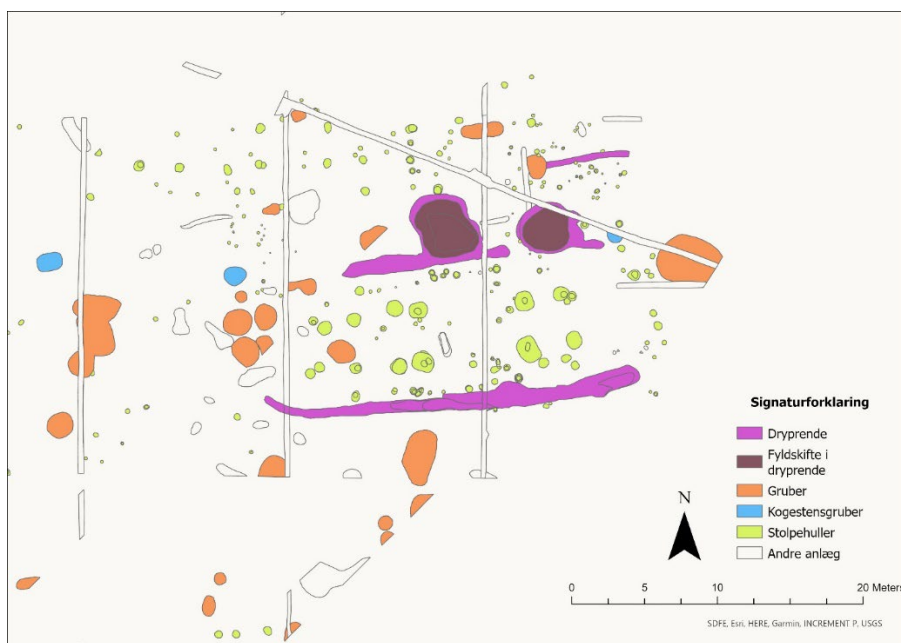 Signaturforklaring
Dryprende
Fyldskifte i
dryprende
Gruber
Kogestensgruber
Stolpehuller
Andre anlæg
N
0 5 10 20 Meters
SDFE, Esri, HERE, Garmin, INCREMENT P, USGS